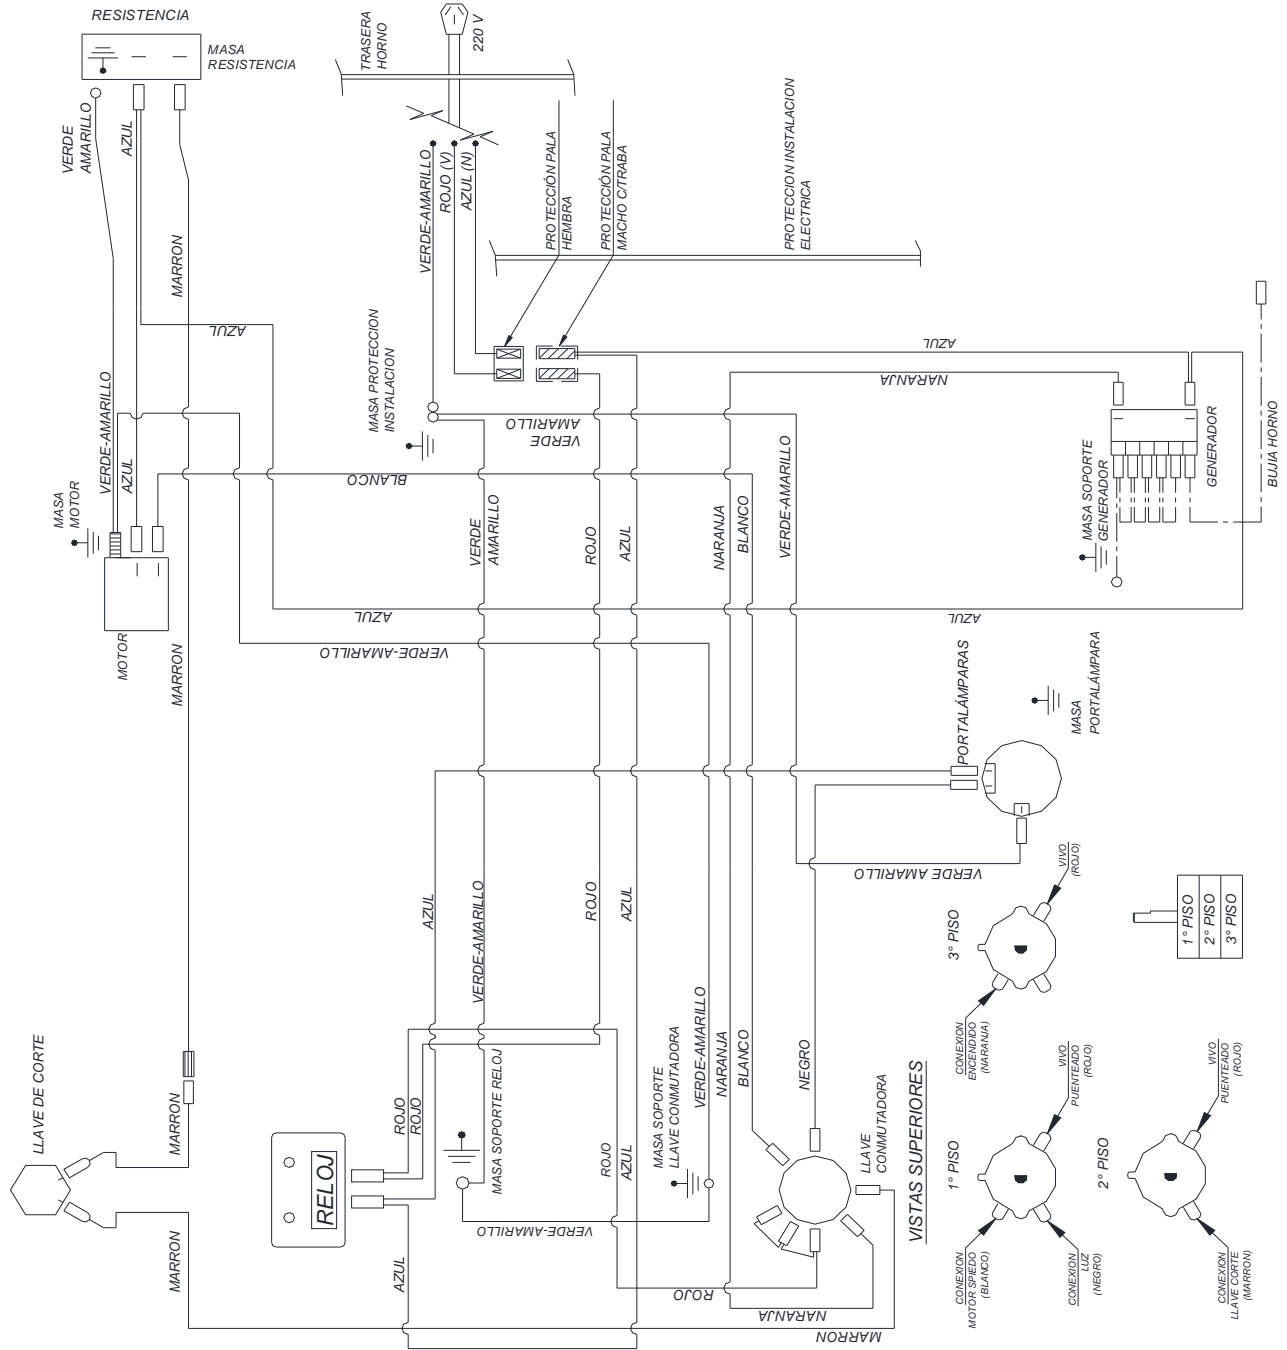 RESISTENCIA
MASA
RESISTENCIA
VERDE
AMARILLO
AZUL
MARRON
AZUL
TRASERA
HORNO
220 V
VERDE-AMARILLO
ROJO (V)
AZUL (N)
PROTECCIÓN PALA
HEMBRA
PROTECCIÓN PALA
MACHO C/TRABA
PROTECCION INSTALACION
ELECTRICA
MASA PROTECCION
INSTALACION
VERDE
AMARILLO
AZUL
NARANJA
GENERADOR
BUJIA HORNO
MASA SOPORTE
GENERADOR
VERDE-AMARILLO
AZUL
MASA
MOTOR
MOTOR
BLANCO
VERDE
AMARILLO
ROJO
AZUL
NARANJA
BLANCO
VERDE-AMARILLO
AZUL
AZUL
VERDE-AMARILLO
MARRON
PORTALÁMPARAS
MASA
PORTALÁMPARA
VERDE AMARILLO
AZUL
VERDE-AMARILLO
ROJO
AZUL
LLAVE DE CORTE
MARRON
MARRON
RELOJ
ROJO
ROJO
AZUL
MASA SOPORTE RELOJ
VERDE-AMARILLO
ROJO
AZUL
MASA SOPORTE
LLAVE CONMUTADORA
VERDE-AMARILLO
NARANJA
BLANCO
NEGRO
LLAVE
CONMUTADORA
ROJO
NARANJA
MARRON
VISTAS SUPERIORES
3° PISO
VIVO
(ROJO)
CONEXION
ENCENDIDO
(NARANJA)
1° PISO
2° PISO
3° PISO
1° PISO
VIVO
PUENTEADO
(ROJO)
CONEXION
MOTOR SPIEDO
(BLANCO)
CONEXION
LUZ
(NEGRO)
2° PISO
VIVO
PUENTEADO
(ROJO)
CONEXION
LLAVE CORTE
(MARRON)